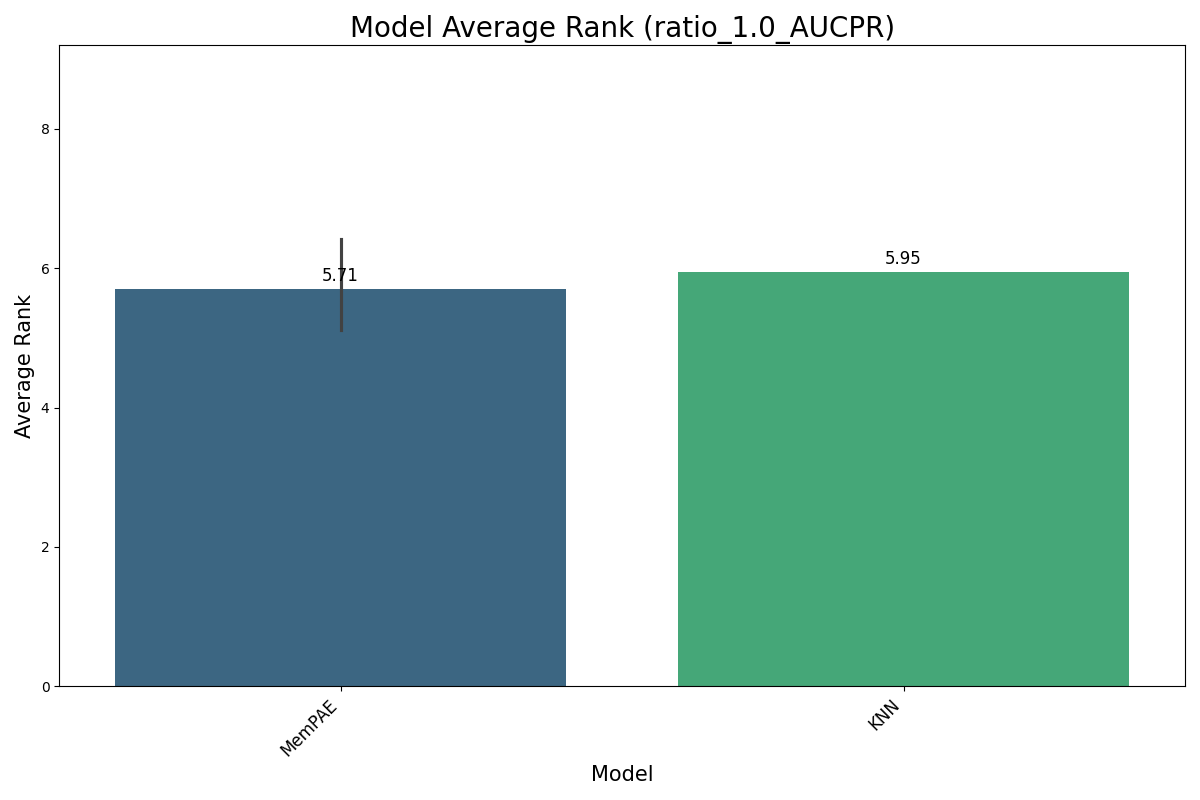 Model Average Rank (ratio_1.0_AUCPR)
8
6
4
2
0
Average Rank
5.71
5.95
MemPAE
KNN
Model